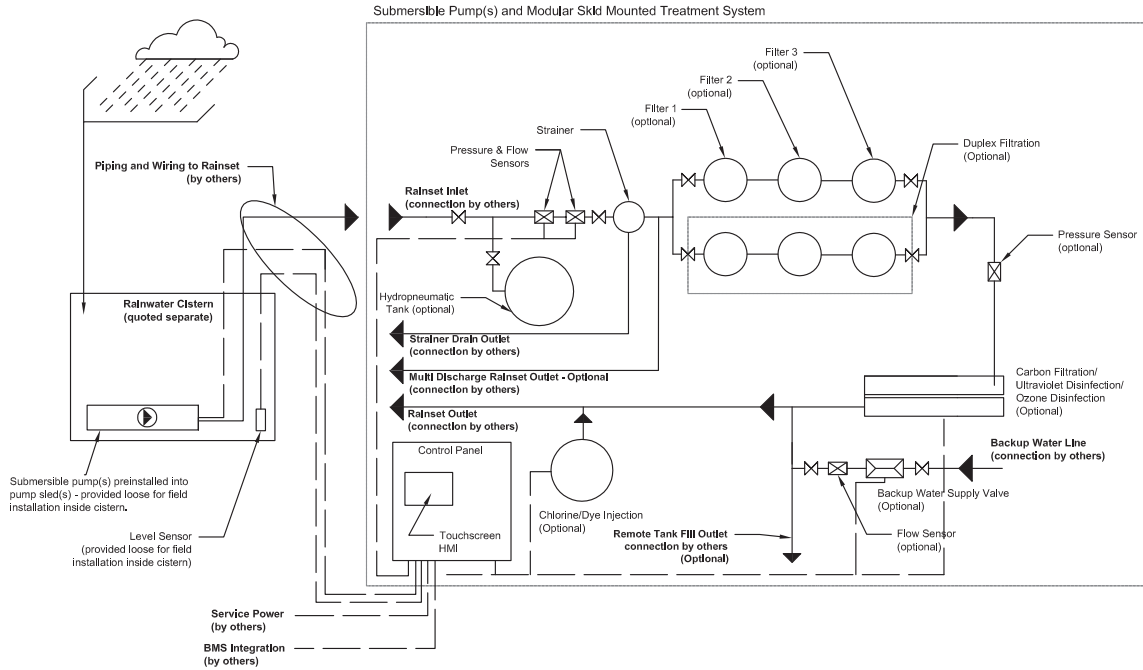 Submersible Pump(s) and Modular Skid Mounted Treatment System
Filter 3
(optional)
Filter 2
(optional)
Filter 1
(optional)
Strainer
Pressure & Flow
Sensors
Duplex Filtration
(Optional)
Piping and Wiring to Rainset
(by others)
Rainset Inlet
(connection by others)
Pressure Sensor
(optional)
Rainwater Cistern
(quoted separate)
Hydropneumatic
Tank (optional)
Strainer Drain Outlet
(connection by others)
Multi Discharge Rainset Outlet - Optional
(connection by others)
Rainset Outlet
(connection by others)
Carbon Filtration/
Ultraviolet Disinfection/
Ozone Disinfection
(Optional)
Control Panel
Touchscreen
HMI
Chlorine/Dye Injection
(Optional)
Backup Water Line
(connection by others)
Backup Water Supply Valve
(Optional)
Flow Sensor
(optional)
Remote Tank Fill Outlet
connection by others
(Optional)
Submersible pump(s) preinstalled into
pump sled(s) - provided loose for field
installation inside cistern.
Level Sensor
(provided loose for field
installation inside cistern)
Service Power
(by others)
BMS Integration
(by others)